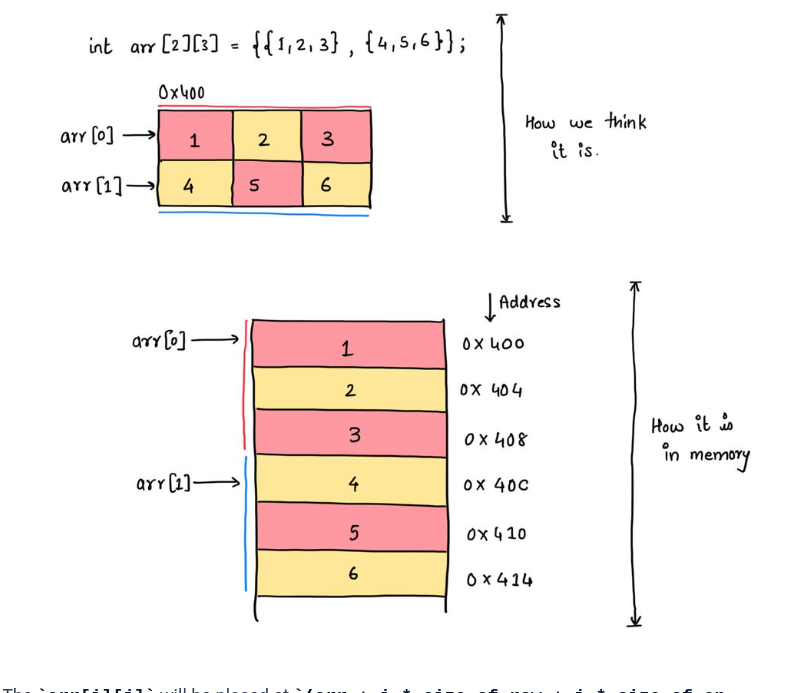 int arr[2][3] = {{1,2,3} , {4,5,6}};
0x400
How we think
it is.
arr[0]
1 2 3
arr[1]
4 5 6
Address
arr[0]
1
0x400
2
0x404
3
0x408
How it is
in memory
arr[1]
4
0x40C
5
0x410
6
0x414
The `arr[i][j]` will be placed at `(arr + i * size of row + j * size of an